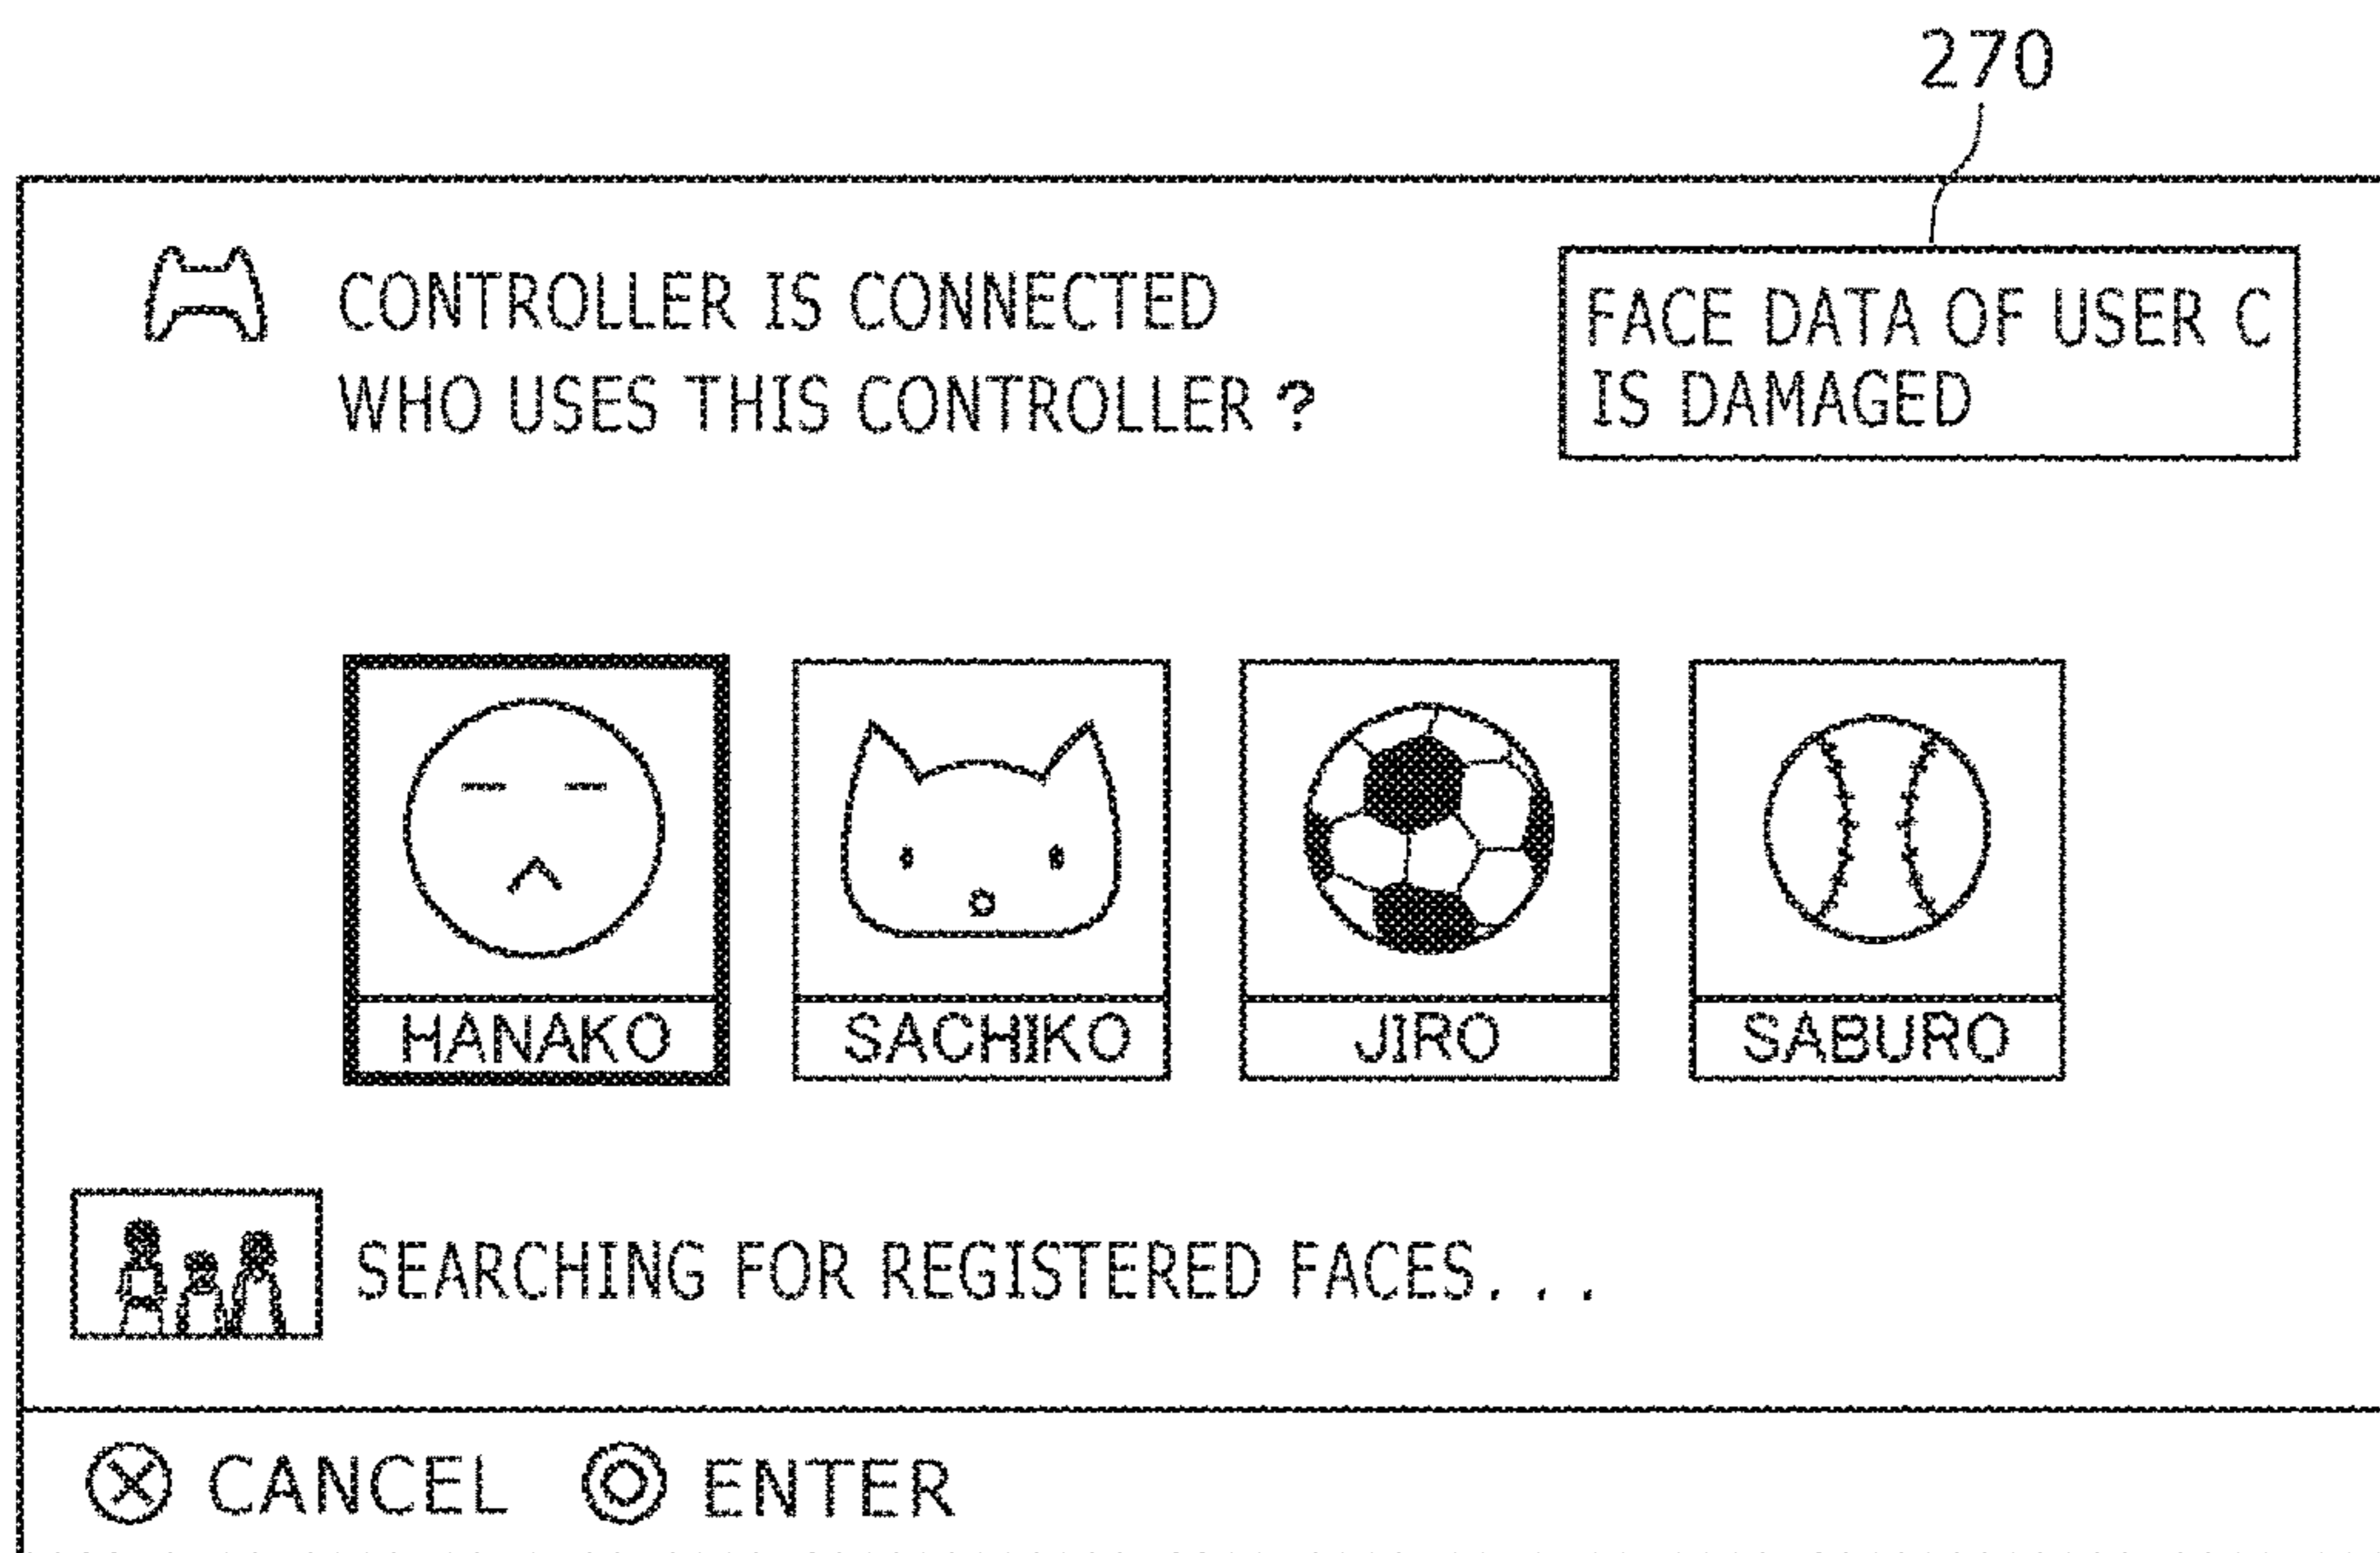 270
CONTROLLER IS CONNECTED
WHO USES THIS CONTROLLER ?
FACE DATA OF USER C
IS DAMAGED
HANAKO
SACHIKO
JIRO
SABURO
SEARCHING FOR REGISTERED FACES. . .
CANCEL
ENTER